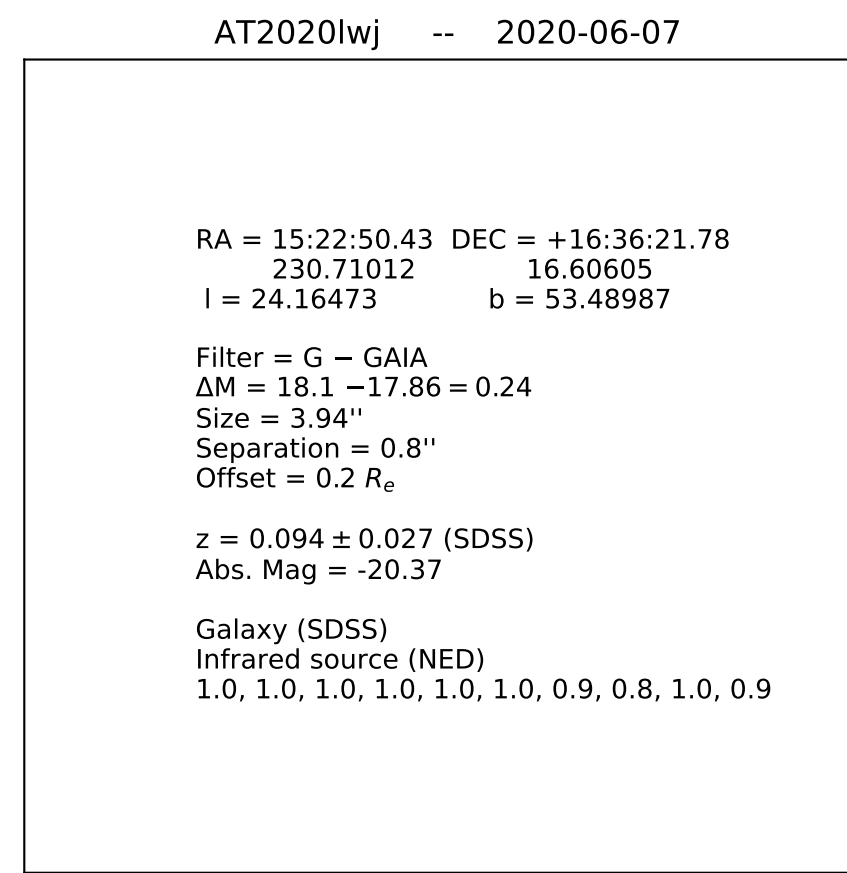 AT2020lwj -- 2020-06-07
RA = 15:22:50.43 DEC = +16:36:21.78
230.71012 16.60605
l = 24.16473 b = 53.48987
Filter = G − GAIA
ΔM = 18.1 −17.86 = 0.24
Size = 3.94''
Separation = 0.8''
Offset = 0.2 Re
z = 0.094 ± 0.027 (SDSS)
Abs. Mag = -20.37
Galaxy (SDSS)
Infrared source (NED)
1.0, 1.0, 1.0, 1.0, 1.0, 1.0, 0.9, 0.8, 1.0, 0.9